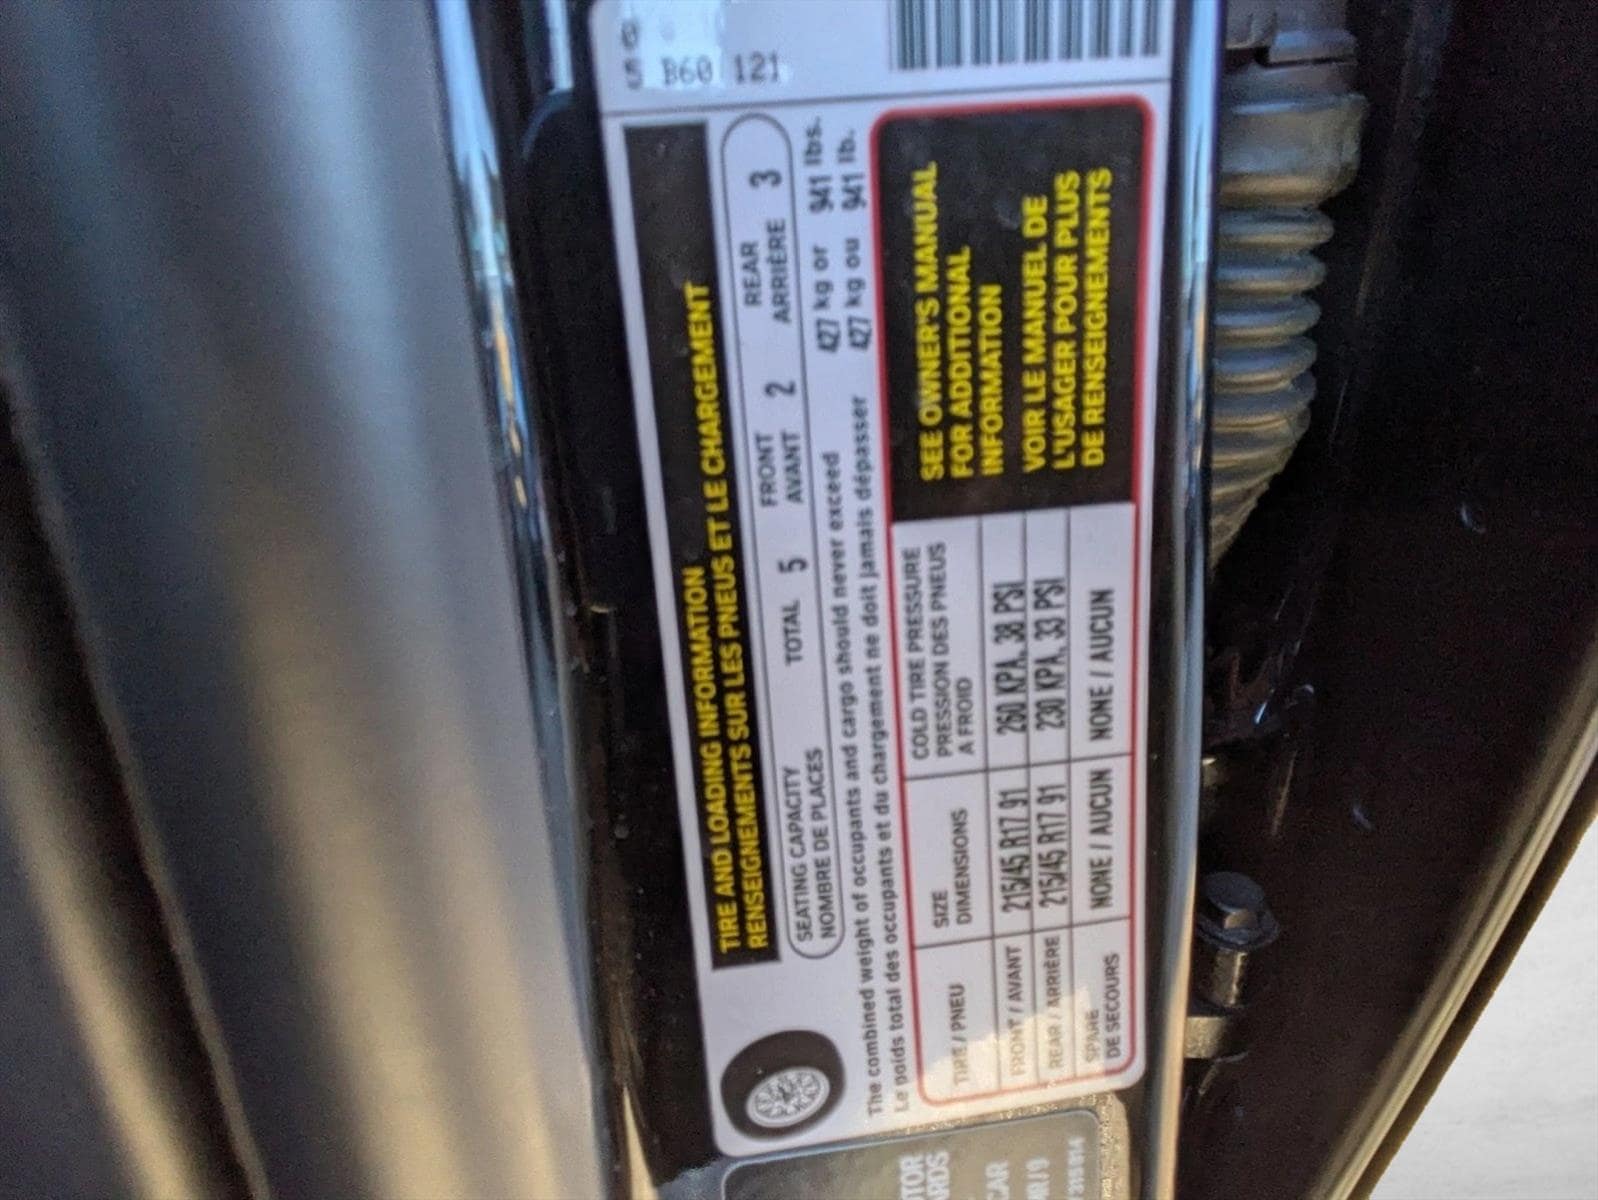 0
5 B60 121
TIRE AND LOADING INFORMATION
RENSEIGNEMENTS SUR LES PNEUS ET LE CHARGEMENT
SEATING CAPACITY
NOMBRE DE PLACES
TOTAL 5
FRONT
AVANT 2
REAR
ARRIÈRE 3
The combined weight of occupants and cargo should never exceed 427 kg or 941 lbs.
Le poids total des occupants et du chargement ne doit jamais dépasser 427 kg ou 941 lb.
TIRE / PNEU
SIZE
DIMENSIONS
COLD TIRE PRESSURE
PRESSION DES PNEUS
A FROID
FRONT / AVANT 215/45 R17 91 260 KPA, 38 PSI
REAR / ARRIÈRE 215/45 R17 91 230 KPA, 33 PSI
SPARE
DE SECOURS
NONE / AUCUN NONE / AUCUN
SEE OWNER'S MANUAL
FOR ADDITIONAL
INFORMATION
VOIR LE MANUEL DE
L'USAGER POUR PLUS
DE RENSEIGNEMENTS
TOR
RDS
CAR